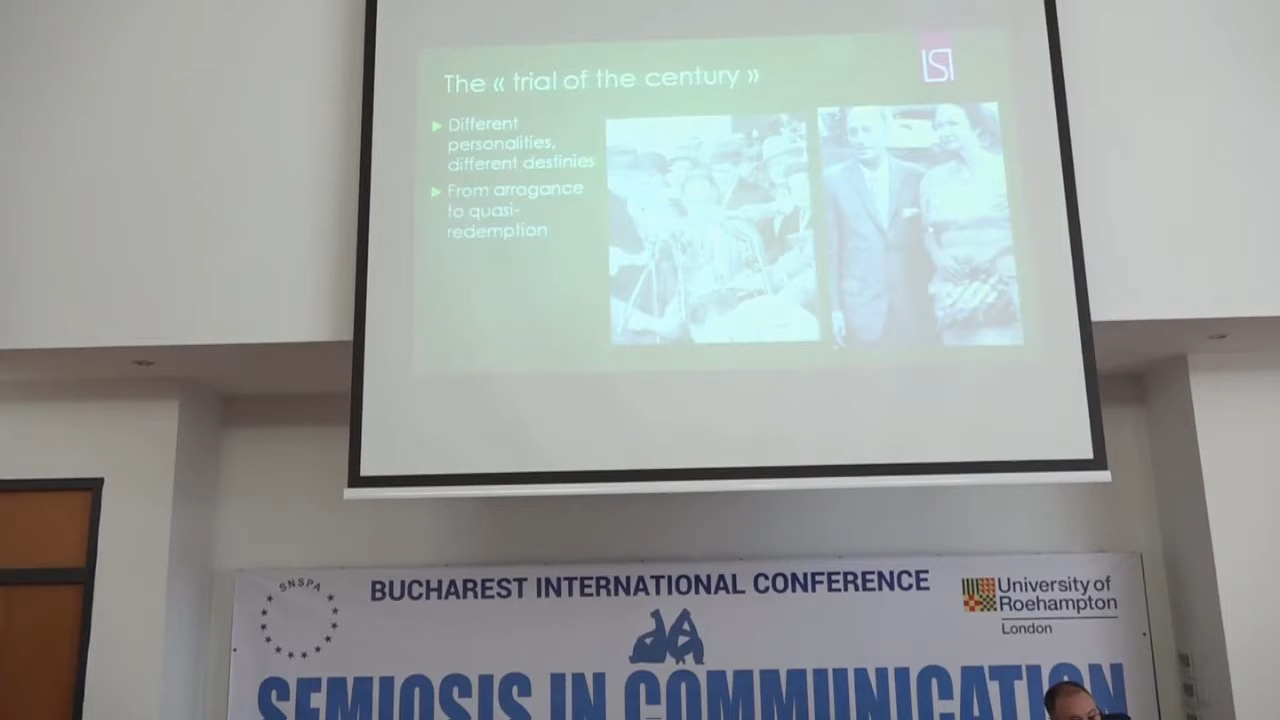 The « trial of the century »
LSI
Different
personalities,
different destinies
From arrogance
to quasi-
redemption
SNSPA
BUCHAREST INTERNATIONAL CONFERENCE
University of
Roehampton
London
SEMIOSIS IN COMMUNICATION